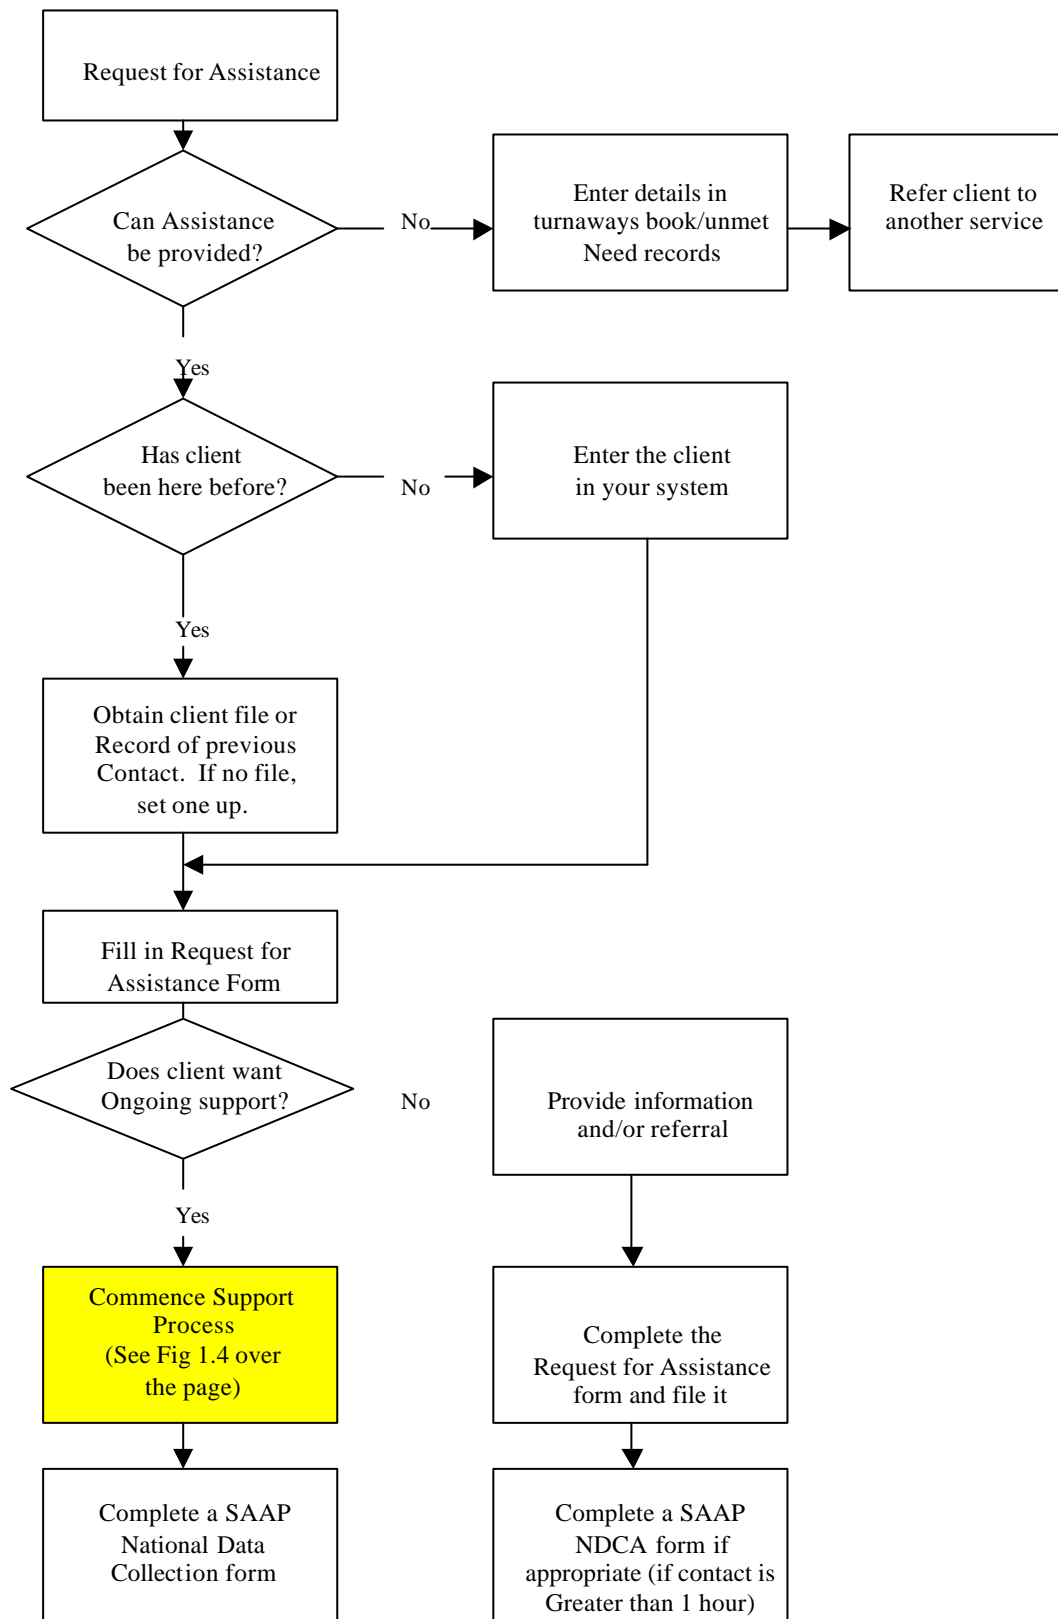 Request for Assistance
Can Assistance
be provided?
No
Enter details in
turnaways book/unmet
Need records
Refer client to
another service
Yes
Has client
been here before?
No
Enter the client
in your system
Yes
Obtain client file or
Record of previous
Contact.  If no file,
set one up.
Fill in Request for
Assistance Form
Does client want
Ongoing support?
No
Provide information
and/or referral
Yes
Commence Support
Process
(See Fig 1.4 over
the page)
Complete the
Request for Assistance
form and file it
Complete a SAAP
National Data
Collection form
Complete a SAAP
NDCA form if
appropriate (if contact is
Greater than 1 hour)